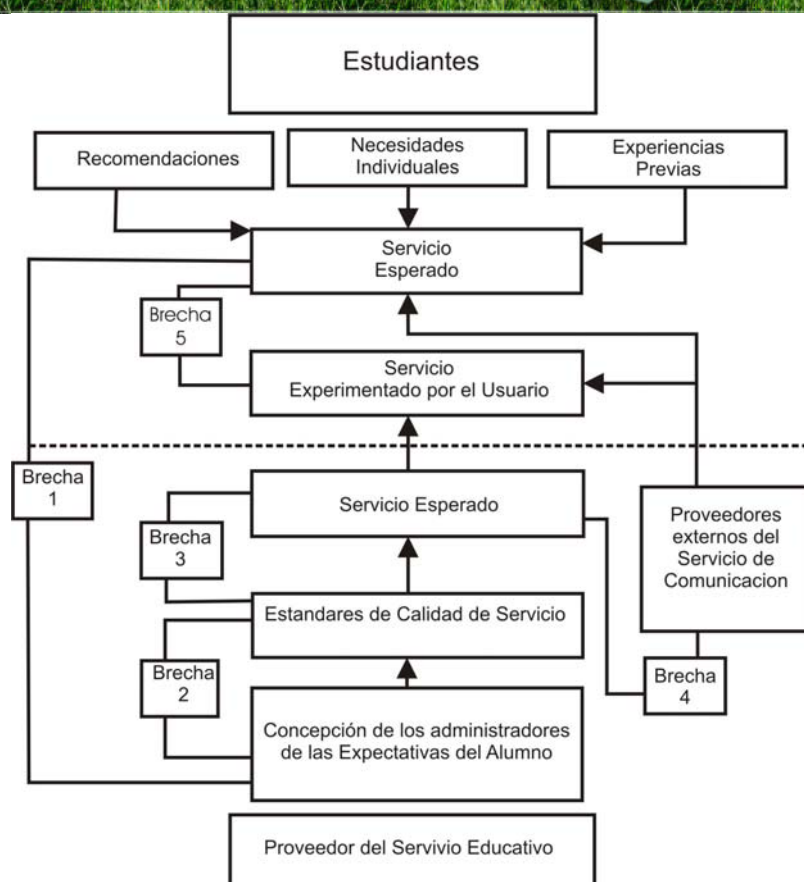 Estudiantes
Recomendaciones
Necesidades
Individuales
Experiencias
Previas
Servicio
Esperado
Brecha
5
Servicio
Experimentado por el Usuario
Brecha
1
Servicio Esperado
Brecha
3
Proveedores
externos del
Servicio de
Comunicacion
Estandares de Calidad de Servicio
Brecha
2
Brecha
4
Concepción de los administradores
de las Expectativas del Alumno
Proveedor del Servivio Educativo